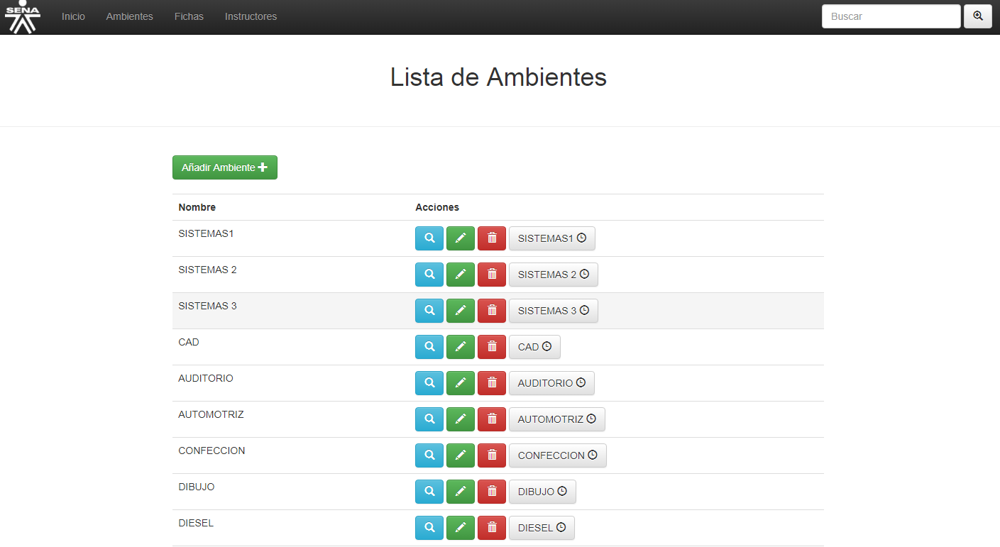 SENA Inicio Ambientes Fichas Instructores Buscar
Lista de Ambientes
Añadir Ambiente
Nombre Acciones
SISTEMAS1 SISTEMAS1
SISTEMAS 2 SISTEMAS 2
SISTEMAS 3 SISTEMAS 3
CAD CAD
AUDITORIO AUDITORIO
AUTOMOTRIZ AUTOMOTRIZ
CONFECCION CONFECCION
DIBUJO DIBUJO
DIESEL DIESEL